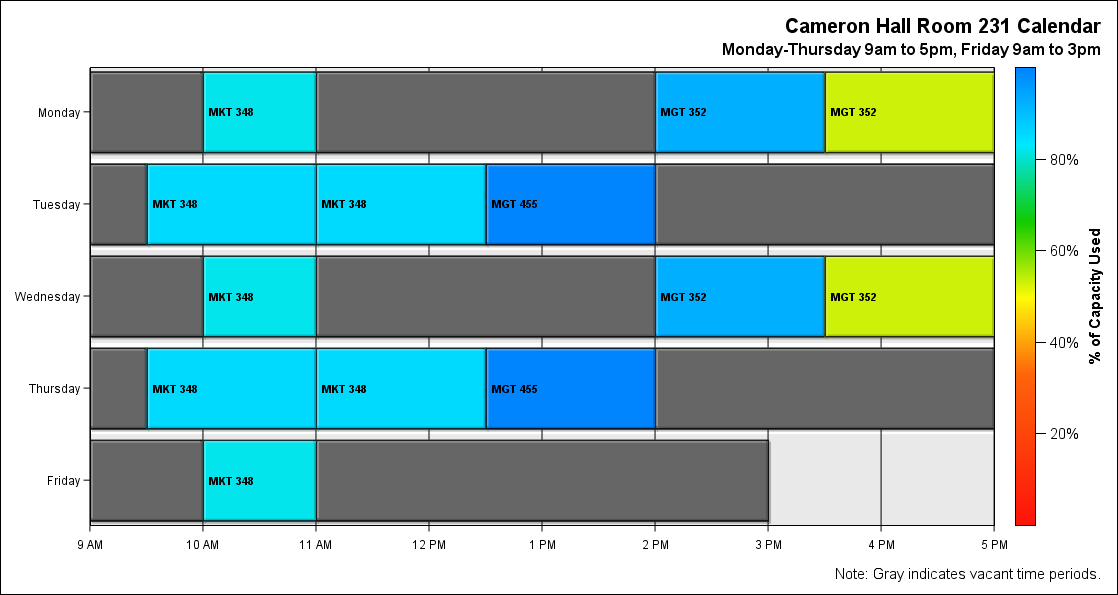 Cameron Hall Room 231 Calendar
Monday-Thursday 9am to 5pm, Friday 9am to 3pm
Monday
MKT 348
MGT 352
MGT 352
Tuesday
MKT 348
MKT 348
MGT 455
Wednesday
MKT 348
MGT 352
MGT 352
Thursday
MKT 348
MKT 348
MGT 455
Friday
MKT 348
9 AM
10 AM
11 AM
12 PM
1 PM
2 PM
3 PM
4 PM
5 PM
80%
60%
40%
20%
% of Capacity Used
Note: Gray indicates vacant time periods.